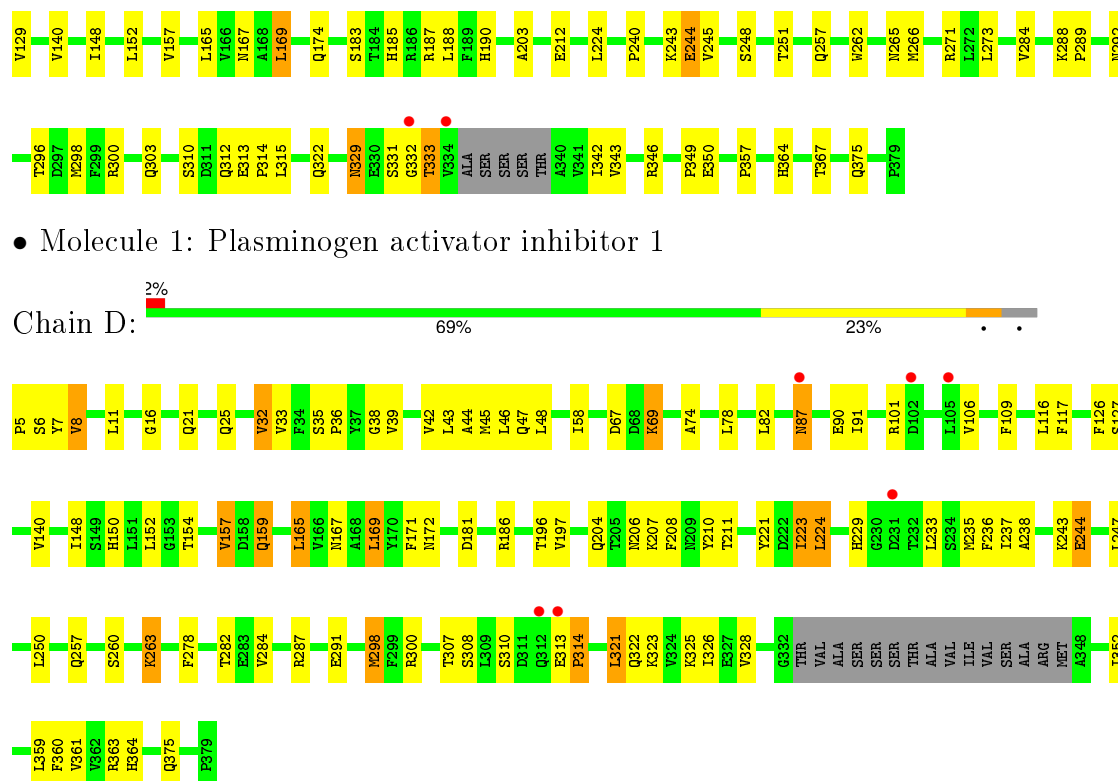 V129 V140 I148 L152 V157 L165 V166 N167 A168 L169 Q174 S183 T184 H185 R186 R187 L188 F189 H190 A203 E212 L224 P240 K243 E244 V245 S248 T251 Q257 W262 N265 M266 R271 L272 L273 V284 K288 P289
T296 D297 M298 F299 R300 Q303 S310 D311 Q312 E313 P314 L315 Q322 N329 E330 S331 G332 T333 V334 ALA SER SER SER THR A340 V341 I342 V343 R346 P349 E350 P357 H364 T367 Q375 P379
• Molecule 1: Plasminogen activator inhibitor 1
2%
Chain D:
69% 23% • •
P5 S6 Y7 V8 L11 G16 Q21 Q25 V32 V33 F34 S35 P36 Y37 G38 V39 V42 L43 A44 M45 L46 Q47 L48 I58 D67 D68 K69 A74 L78 L82 N87 E90 I91 R101 D102 L105 V106 F109 L116 F117 F126
V140 I148 S149 H150 L151 L152 G153 T154 V157 D158 Q159 L165 V166 N167 A168 L169 Y170 F171 N172 D181 R186 T196 V197 Q204 T205 N206 K207 F208 N209 Y210 T211 Y221 D222 I223 L224 H229 G230 D231 T232 L233 S234 M235 F236 I237 A238 K243 E244
L250 Q257 S260 K263 F278 T282 E283 V284 R287 E291 M298 F299 R300 T307 S308 L309 S310 D311 Q312 E313 P314 L321 Q322 K323 V324 K325 I326 E327 V328 G332 THR VAL ALA SER SER SER THR ALA VAL ILE VAL SER ALA ARG MET A348
L359 F360 V361 V362 R363 H364 Q375 P379